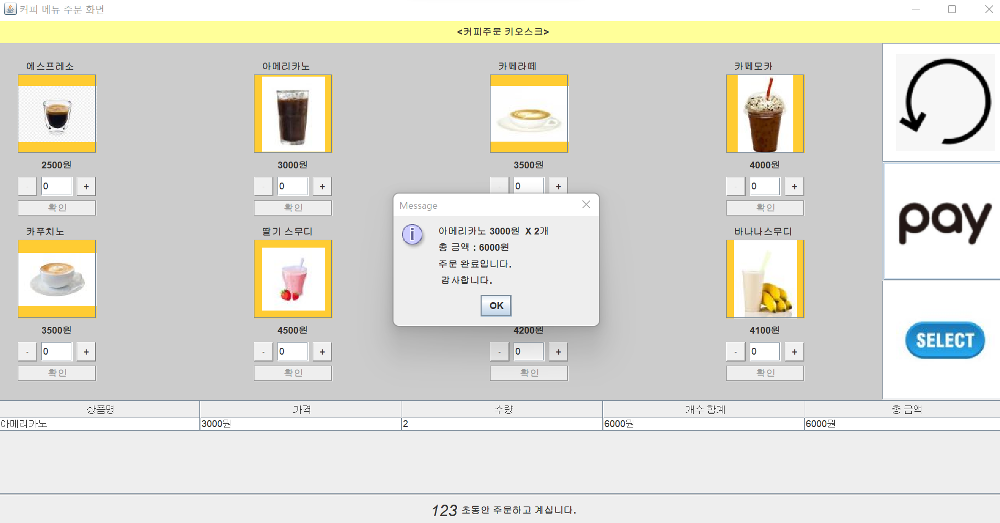 커피 메뉴 주문 화면
<커피주문 키오스크>
에스프레소
아메리카노
카페라떼
카페모카
2500원
3000원
3500원
4000원
- 0 +
- 0 +
- 0 +
- 0 +
확인
확인
확인
카푸치노
딸기 스무디
바나나스무디
3500원
4500원
4200원
4100원
- 0 +
- 0 +
- 0 +
- 0 +
확인
확인
확인
확인
pay
SELECT
Message
아메리카노 3000원 X 2개
총 금액 : 6000원
주문 완료입니다.
감사합니다.
OK
상품명 가격 수량 개수 합계 총 금액
아메리카노 3000원 2 6000원 6000원
123 초동안 주문하고 계십니다.